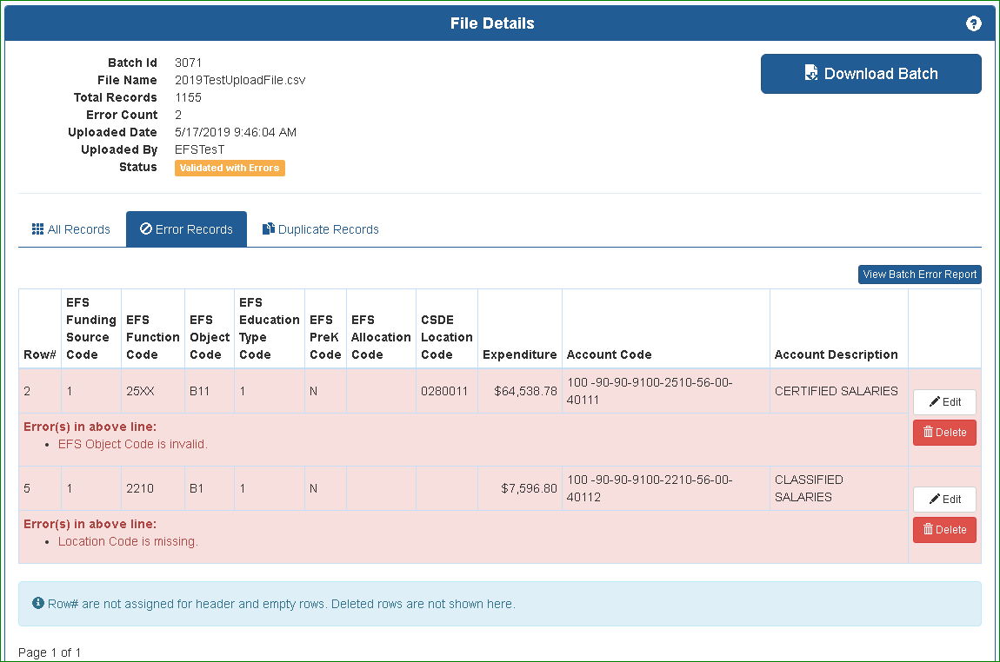 File Details
?
Batch Id 3071
File Name 2019TestUploadFile.csv
Total Records 1155
Error Count 2
Uploaded Date 5/17/2019 9:46:04 AM
Uploaded By EFSTesT
Status Validated with Errors
Download Batch
All Records Error Records Duplicate Records
View Batch Error Report
Row# EFS Funding Source Code EFS Function Code EFS Object Code EFS Education Type Code EFS PreK Code EFS Allocation Code CSDE Location Code Expenditure Account Code Account Description
2 1 25XX B11 1 N 0280011 $64,538.78 100 -90-90-9100-2510-56-00-40111 CERTIFIED SALARIES
Edit
Delete
Error(s) in above line:
• EFS Object Code is invalid.
5 1 2210 B1 1 N $7,596.80 100 -90-90-9100-2210-56-00-40112 CLASSIFIED SALARIES
Edit
Delete
Error(s) in above line:
• Location Code is missing.
Row# are not assigned for header and empty rows. Deleted rows are not shown here.
Page 1 of 1